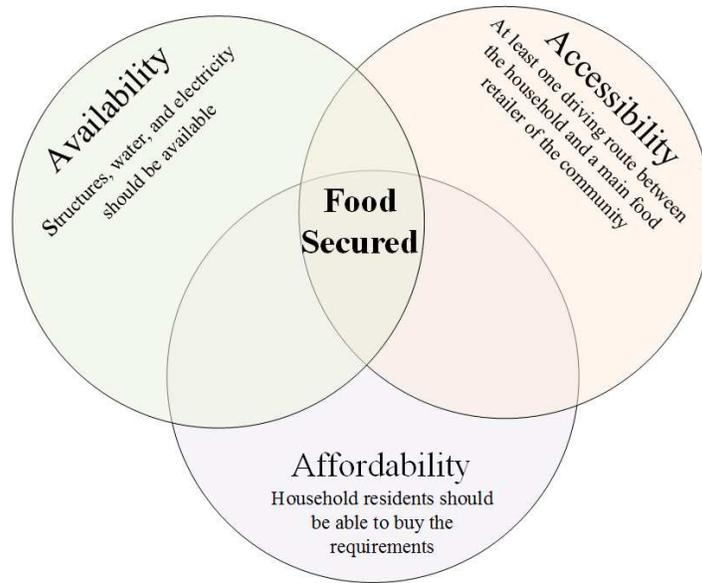 Availability
Structures, water, and electricity
should be available
Accessibility
At least one driving route between
the household and a main food
retailer of the community
Food
Secured
Affordability
Household residents should
be able to buy the
requirements